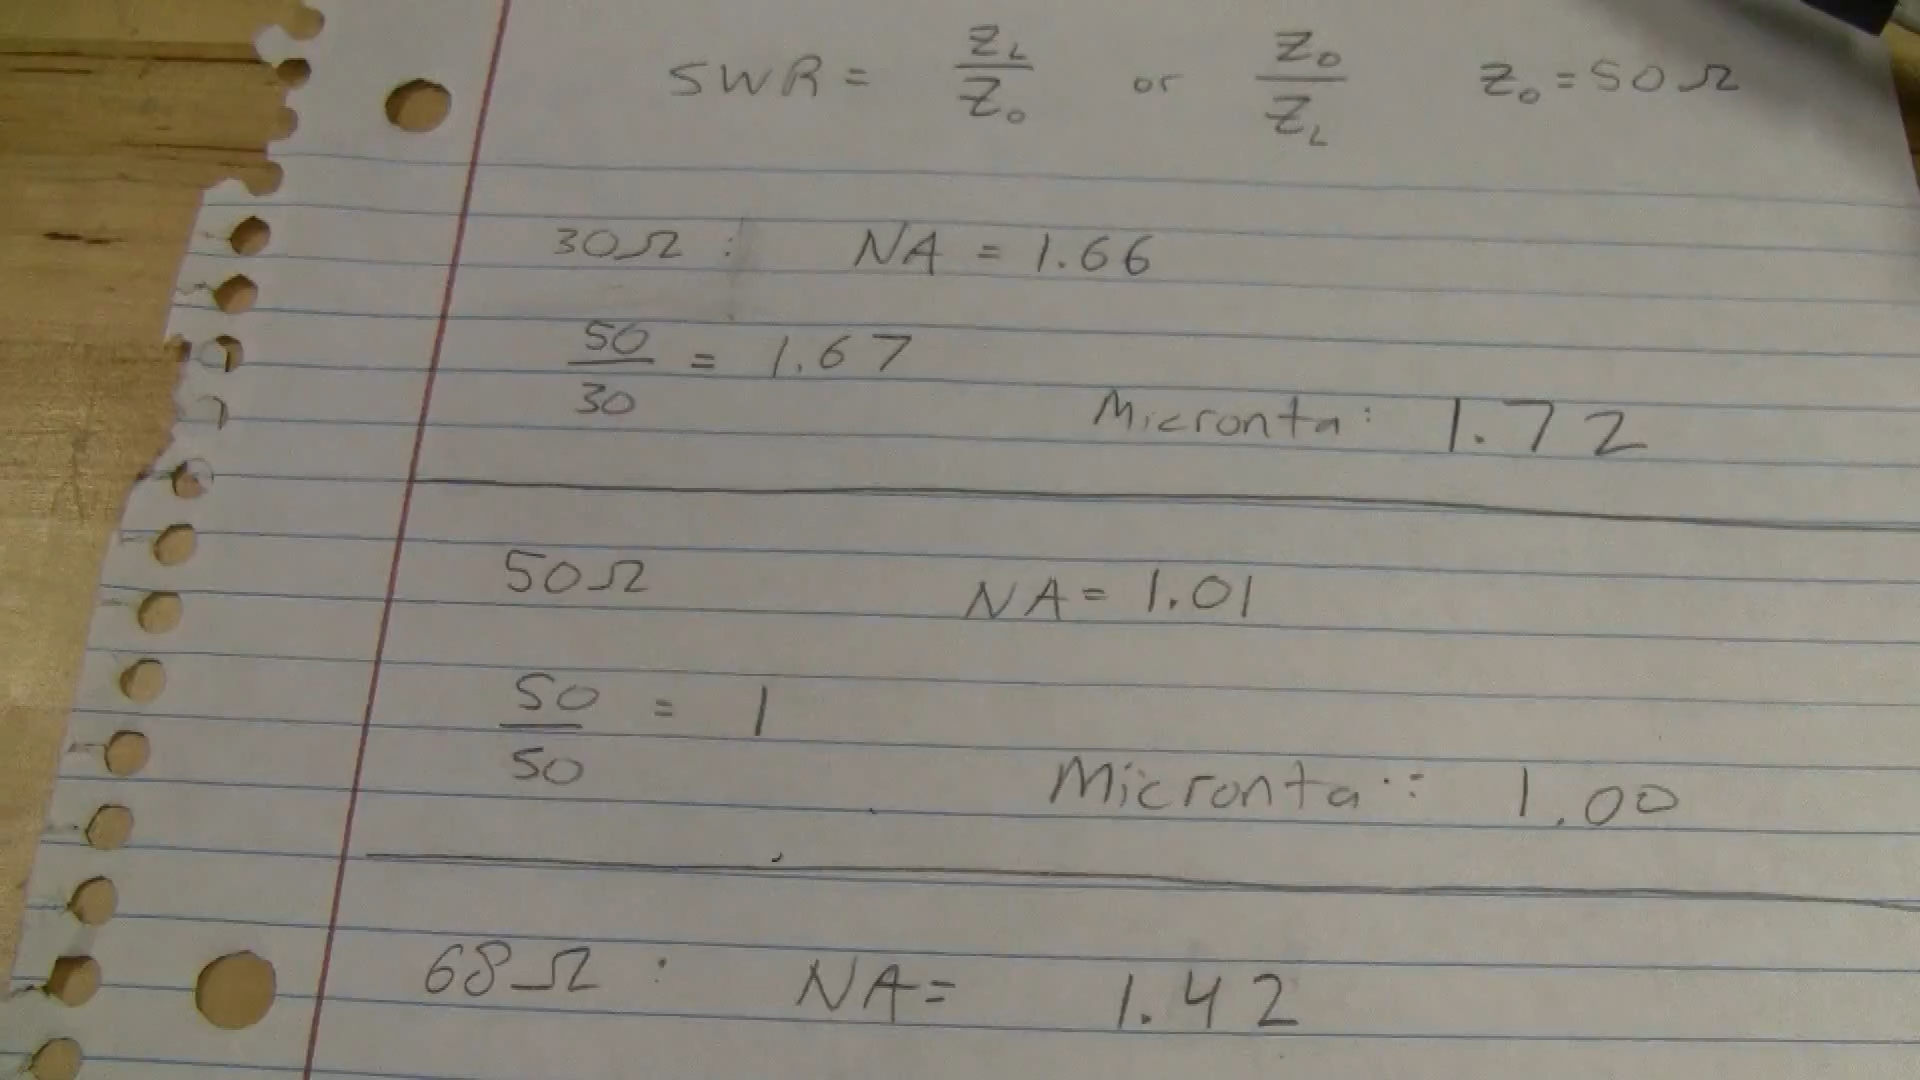 SWR = Z_L/Z_0 or Z_0/Z_L Z_0 = 50Ω
30Ω : NA = 1.66
50/30 = 1.67
Micronta: 1.72
50Ω NA = 1.01
50/50 = 1
Micronta: 1.00
68Ω : NA = 1.42